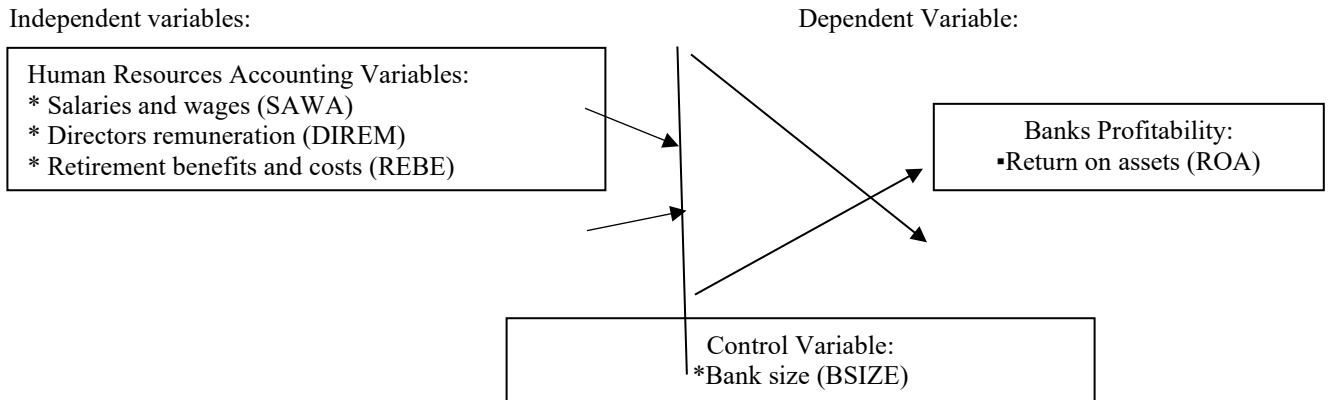 Independent variables:
Dependent Variable:
Human Resources Accounting Variables:
* Salaries and wages (SAWA)
* Directors remuneration (DIREM)
* Retirement benefits and costs (REBE)
Banks Profitability:
▪Return on assets (ROA)
Control Variable:
*Bank size (BSIZE)